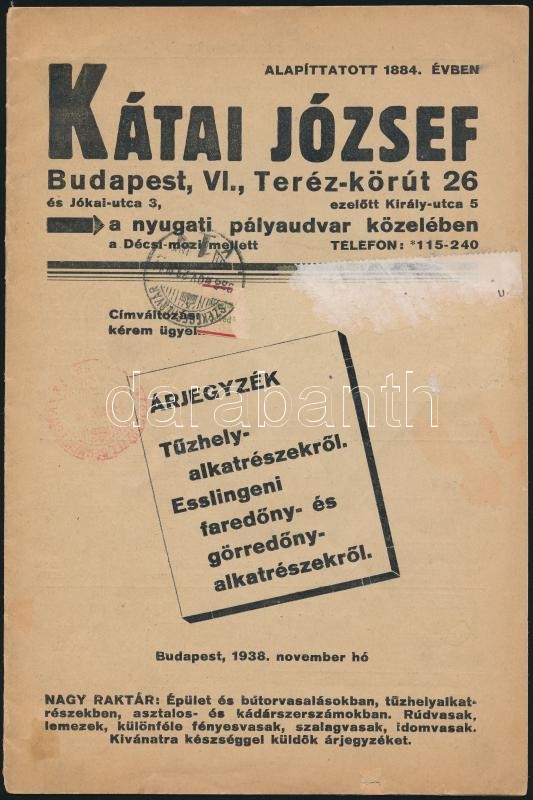 ALAPÍTTATOTT 1884. ÉVBEN
KÁTAI JÓZSEF
Budapest, VI., Teréz-körút 26
és Jókai-utca 3, ezelőtt Király-utca 5
a nyugati pályaudvar közelében
a Décsi-mozi mellett TELEFON: *115-240
Címváltozást
kérem
ÁRJEGYZÉK
Tűzhely-
alkatrészekről.
Esslingeni
faredőny- és
görredőny-
alkatrészekről.
darabanth
Budapest, 1938. november hó
NAGY RAKTÁR: Épület és bútorvasalásokban, tűzhelyalkat-
részekben, asztalos- és kádárszerszámokban. Rúdvasak,
lemezek, különféle fényesvasak, szalagvasak, idomvasak.
Kivánatra készséggel küldök árjegyzéket.